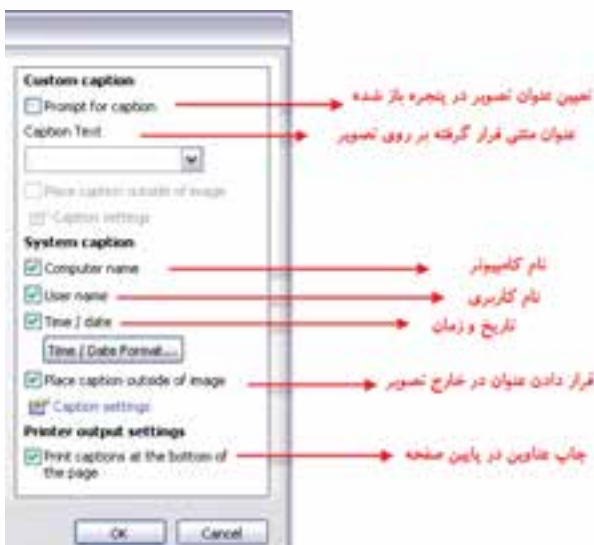 Custom caption
Prompt for caption
تعیین عنوان تصویر در پنجره باز شده
Caption Text
عنوان متنی قرار گرفته بر روی تصویر
Place caption outside of image
Caption settings
System caption
Computer name
نام کامپیوتر
User name
نام کاربری
Time / date
تاریخ و زمان
Time / Date Format...
Place caption outside of image
قرار دادن عنوان در خارج تصویر
Caption settings
Printer output settings
Print captions at the bottom of
the page
چاپ عناوین در پایین صفحه
OK
Cancel